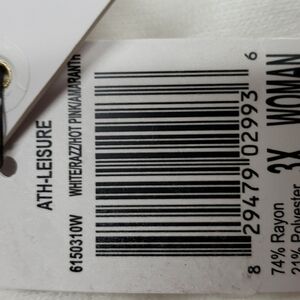 ATH-LEISURE
WHITE/RAZZ/HOT PINK/AMARANTH
6150310W
8 29479 02993 6
3X WOMAN
74% Rayon
21% Polyester